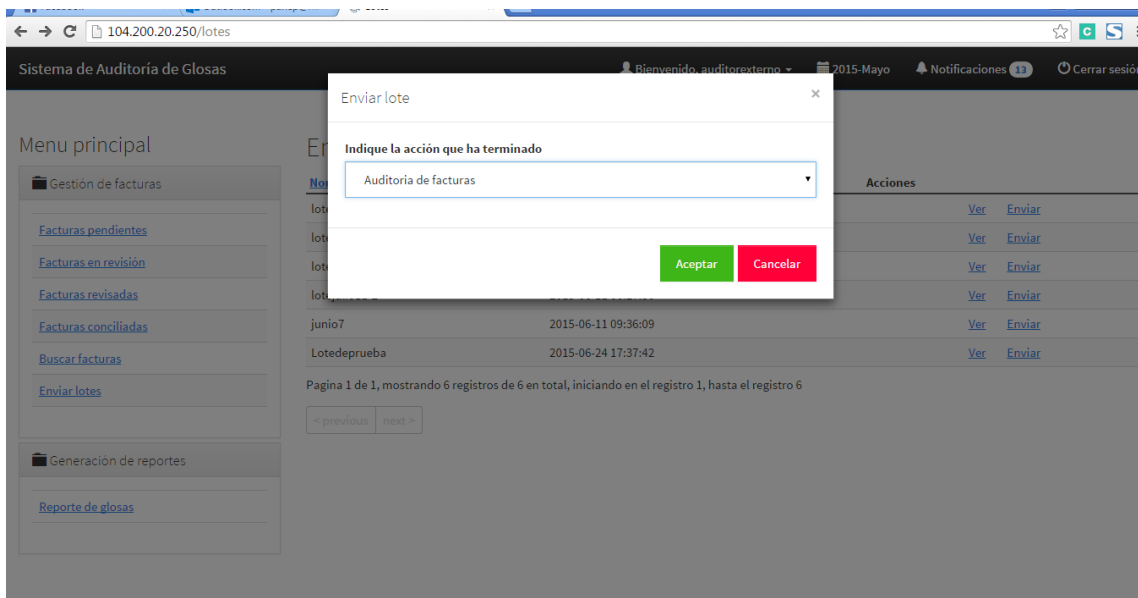 104.200.20.250/lotes
Sistema de Auditoría de Glosas
Bienvenido, auditorexterno
2015-Mayo
Notificaciones 13
Cerrar sesión
Enviar lote
×
Indique la acción que ha terminado
Auditoria de facturas
Aceptar
Cancelar
Menu principal
Gestión de facturas
Facturas pendientes
Facturas en revisión
Facturas revisadas
Facturas conciliadas
Buscar facturas
Enviar lotes
Generación de reportes
Reporte de glosas
Acciones
Ver Enviar
Ver Enviar
Ver Enviar
Ver Enviar
junio7 2015-06-11 09:36:09 Ver Enviar
Lotedeprueba 2015-06-24 17:37:42 Ver Enviar
Pagina 1 de 1, mostrando 6 registros de 6 en total, iniciando en el registro 1, hasta el registro 6
< previous next >